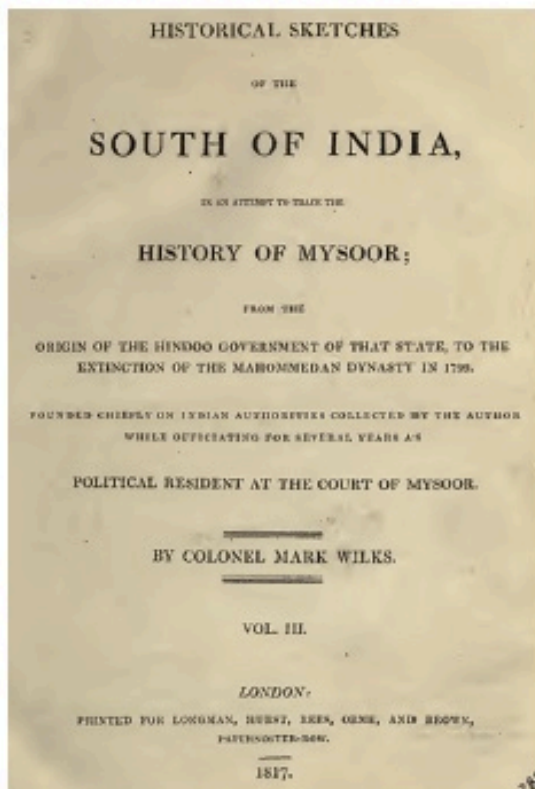 HISTORICAL SKETCHES
OF THE
SOUTH OF INDIA,
IN AN ATTEMPT TO TRACE THE
HISTORY OF MYSOOR;
FROM THE
ORIGIN OF THE HINDOO GOVERNMENT OF THAT STATE, TO THE
EXTINCTION OF THE MAHOMMEDAN DYNASTY IN 1799.
FOUNDED CHIEFLY ON INDIAN AUTHORITIES COLLECTED BY THE AUTHOR
WHILE OFFICIATING FOR SEVERAL YEARS AS
POLITICAL RESIDENT AT THE COURT OF MYSOOR.
BY COLONEL MARK WILKS.
VOL. III.
LONDON:
PRINTED FOR LONGMAN, HURST, REES, ORME, AND BROWN,
PATERNOSTER-ROW.
1817.